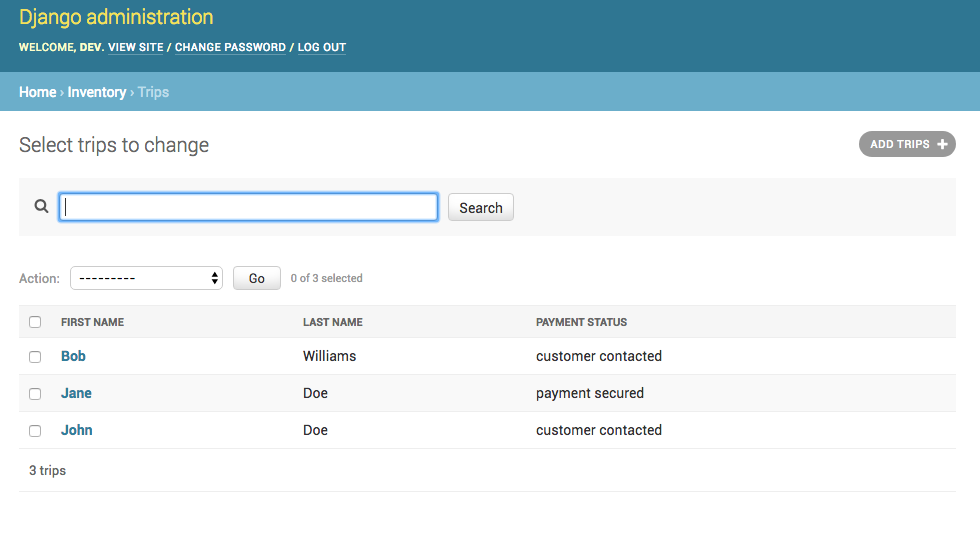 Django administration
WELCOME, DEV. VIEW SITE / CHANGE PASSWORD / LOG OUT
Home › Inventory › Trips
Select trips to change
ADD TRIPS +
Search
Action: --------- Go 0 of 3 selected
FIRST NAME LAST NAME PAYMENT STATUS
Bob Williams customer contacted
Jane Doe payment secured
John Doe customer contacted
3 trips